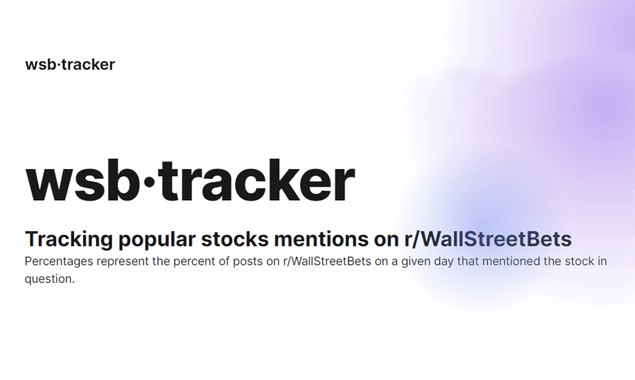 wsb·tracker
wsb·tracker
Tracking popular stocks mentions on r/WallStreetBets
Percentages represent the percent of posts on r/WallStreetBets on a given day that mentioned the stock in
question.